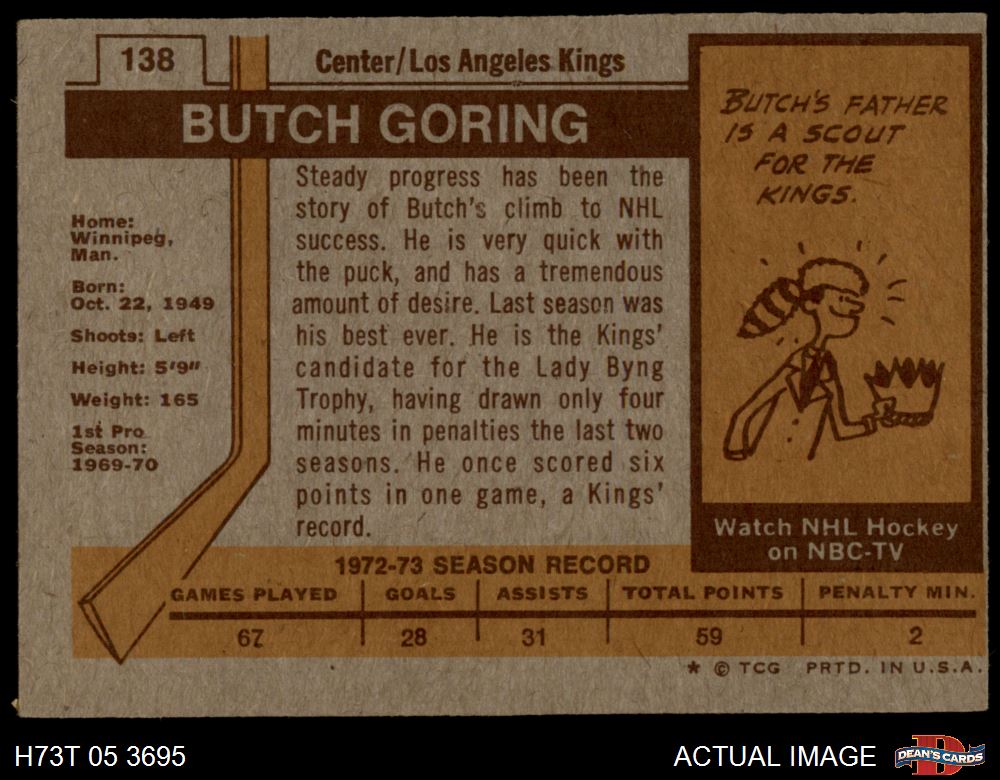 138
Center/Los Angeles Kings
BUTCH GORING
Home:
Winnipeg,
Man.
Born:
Oct. 22, 1949
Shoots: Left
Height: 5'9"
Weight: 165
1st Pro
Season:
1969-70
Steady progress has been the
story of Butch's climb to NHL
success. He is very quick with
the puck, and has a tremendous
amount of desire. Last season was
his best ever. He is the Kings'
candidate for the Lady Byng
Trophy, having drawn only four
minutes in penalties the last two
seasons. He once scored six
points in one game, a Kings'
record.
BUTCH'S FATHER
IS A SCOUT
FOR THE
KINGS.
Watch NHL Hockey
on NBC-TV
1972-73 SEASON RECORD
GAMES PLAYED GOALS ASSISTS TOTAL POINTS PENALTY MIN.
67 28 31 59 2
* © TCG PRTD. IN U.S.A.
H73T 05 3695
ACTUAL IMAGE
DEAN'S CARDS